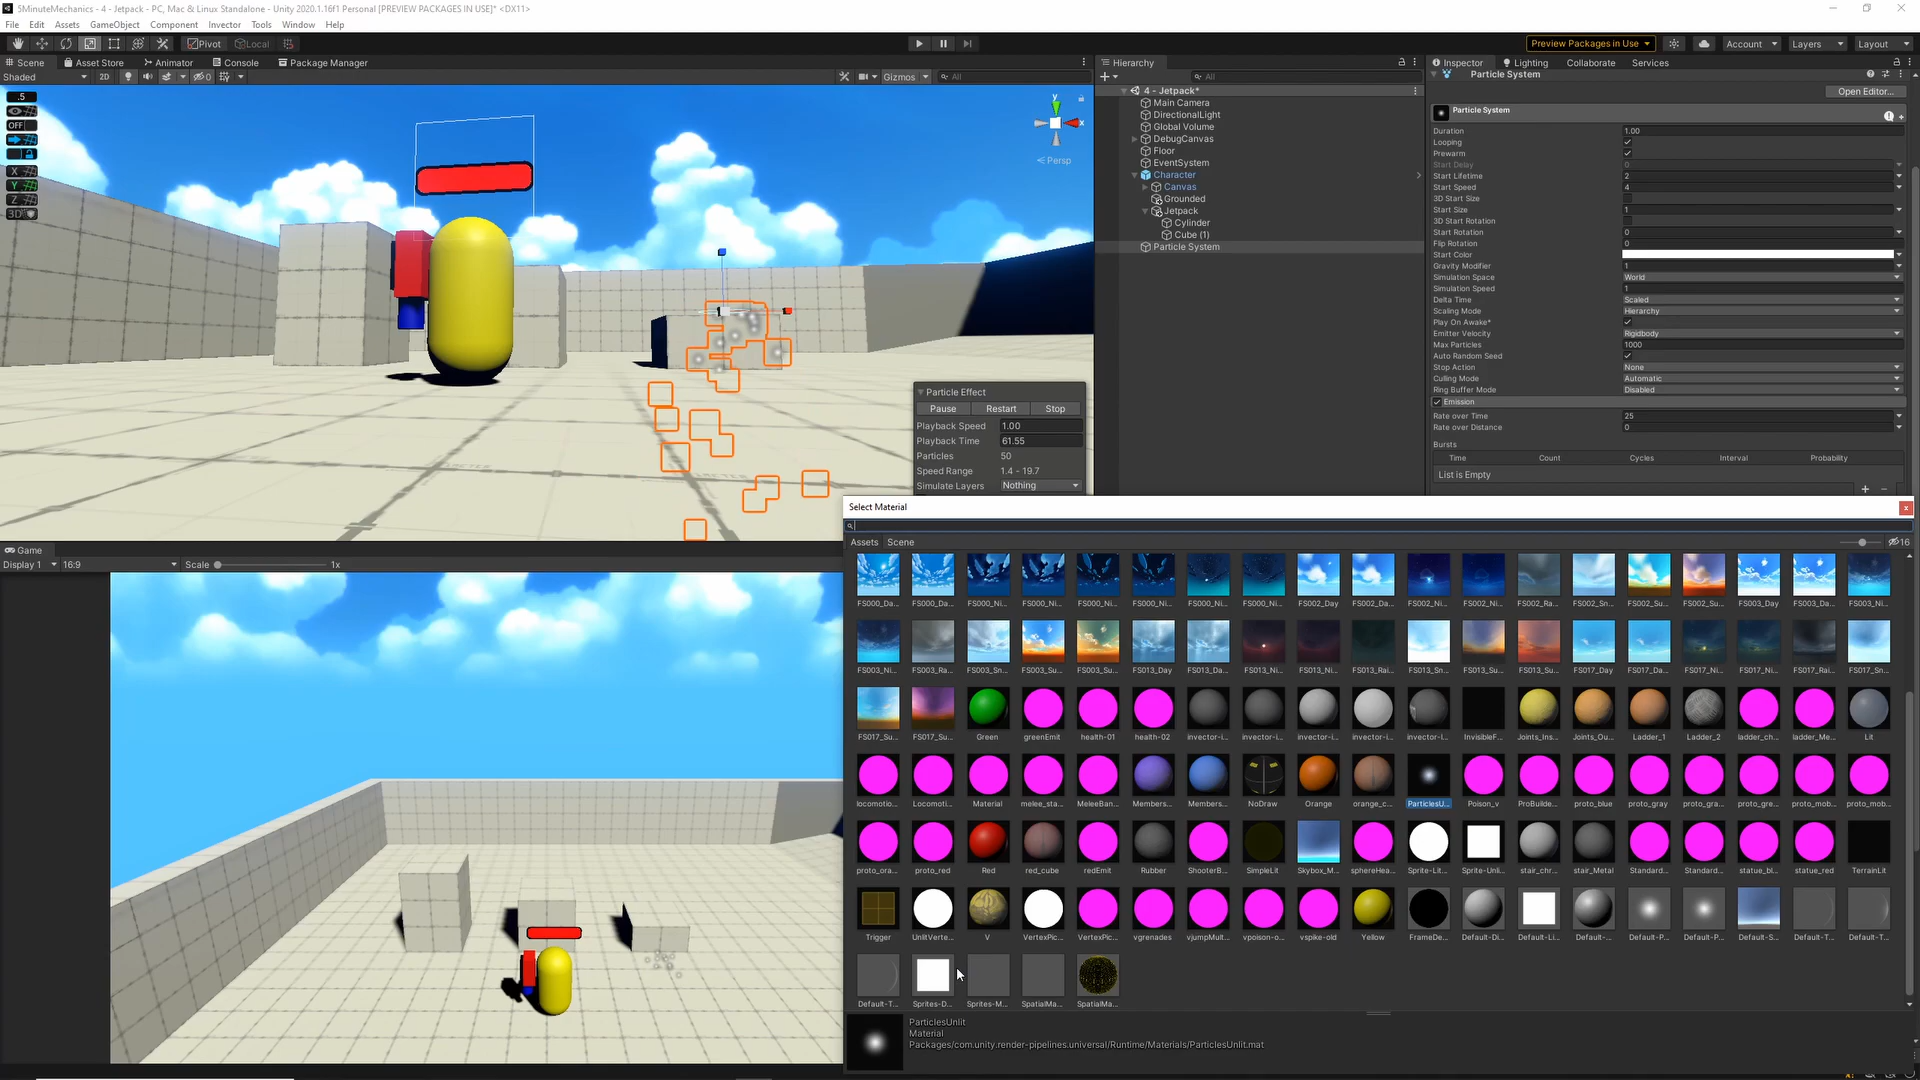 5MinuteMechanics - 4 - Jetpack - PC, Mac & Linux Standalone - Unity 2020.1.16f1 Personal [PREVIEW PACKAGES IN USE]* <DX11>
File Edit Assets GameObject Component Invector Tools Window Help
Pivot Local Preview Packages in Use Account Layers Layout
Scene Asset Store Animator Console Package Manager
Shaded 2D 0 Gizmos All
.5
OFF
X
Y
Z
3D
y
x
Persp
Particle Effect
Pause Restart Stop
Playback Speed 1.00
Playback Time 61.55
Particles 50
Speed Range 1.4 - 19.7
Simulate Layers Nothing
Hierarchy
All
4 - Jetpack*
Main Camera
DirectionalLight
Global Volume
DebugCanvas
Floor
EventSystem
Character
Canvas
Grounded
Jetpack
Cylinder
Cube (1)
Particle System
Inspector Lighting Collaborate Services
Particle System
Open Editor...
Particle System
Duration 1.00
Looping
Prewarm
Start Delay 0
Start Lifetime 2
Start Speed 4
3D Start Size
Start Size 1
3D Start Rotation
Start Rotation 0
Flip Rotation 0
Start Color
Gravity Modifier 1
Simulation Space World
Simulation Speed 1
Delta Time Scaled
Scaling Mode Hierarchy
Play On Awake*
Emitter Velocity Rigidbody
Max Particles 1000
Auto Random Seed
Stop Action None
Culling Mode Automatic
Ring Buffer Mode Disabled
Emission
Rate over Time 25
Rate over Distance 0
Bursts
Time Count Cycles Interval Probability
List is Empty
Game
Display 1 16:9 Scale 1x
Select Material
Assets Scene 16
FS000_Da... FS000_Da... FS000_Ni... FS000_Ni... FS000_Ni... FS000_Ni... FS000_Ni... FS000_Ni... FS002_Day FS002_Da... FS002_Ni... FS002_Ni... FS002_Ra... FS002_Sn... FS002_Su... FS002_Su... FS003_Day FS003_Da... FS003_Ni...
FS003_Ni... FS003_Ra... FS003_Sn... FS003_Su... FS003_Su... FS013_Day FS013_Da... FS013_Ni... FS013_Ni... FS013_Rai... FS013_Sn... FS013_Su... FS013_Su... FS017_Day FS017_Da... FS017_Ni... FS017_Ni... FS017_Rai... FS017_Sn...
FS017_Su... FS017_Su... Green greenEmit health-01 health-02 invector-i... invector-i... invector-i... invector-i... invector-l... InvisibleF... Joints_Ins... Joints_Ou... Ladder_1 Ladder_2 ladder_ch... ladder_Me... Lit
locomotio... Locomoti... Material melee_sta... MeleeBan... Members... Members... NoDraw Orange orange_c... ParticlesU... Poison_v ProBuilde... proto_blue proto_gray proto_gra... proto_gre... proto_mob... proto_mob...
proto_ora... proto_red Red red_cube redEmit Rubber ShooterB... SimpleLit Skybox_M... sphereHea... Sprite-Lit... Sprite-Unli... stair_chr... stair_Metal Standard... Standard... statue_bl... statue_red TerrainLit
Trigger UnlitVerte... V VertexPic... VertexPic... vgrenades vjumpMult... vpoison-o... vspike-old Yellow FrameDe... Default-Di... Default-Li... Default-... Default-P... Default-P... Default-S... Default-T... Default-T...
Default-T... Sprites-D... Sprites-M... SpatialMa... SpatialMa...
ParticlesUnlit
Material
Packages/com.unity.render-pipelines.universal/Runtime/Materials/ParticlesUnlit.mat